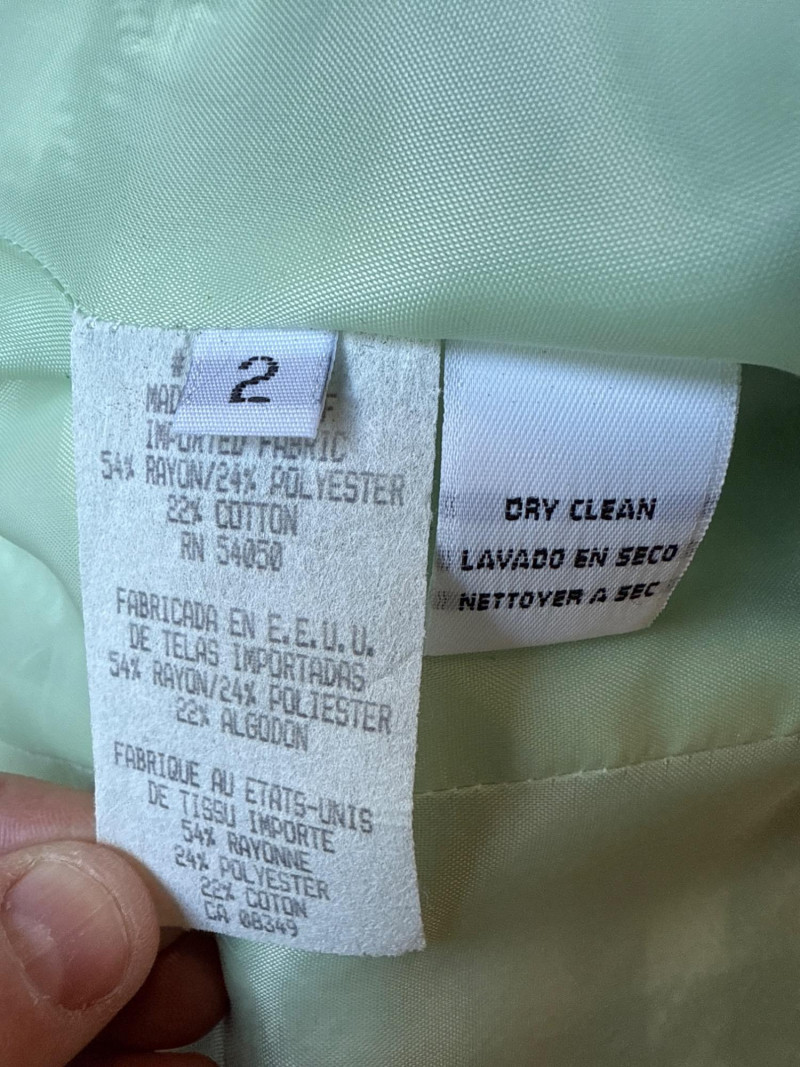 2
IMPORTED FABRIC
54% RAYON/24% POLYESTER
22% COTTON
RN 54050
FABRICADA EN E.E.U.U.
DE TELAS IMPORTADAS
54% RAYON/24% POLIESTER
22% ALGODON
FABRIQUE AU ETATS-UNIS
DE TISSU IMPORTE
54% RAYONNE
24% POLYESTER
22% COTON
CA 08349
DRY CLEAN
LAVADO EN SECO
NETTOYER A SEC